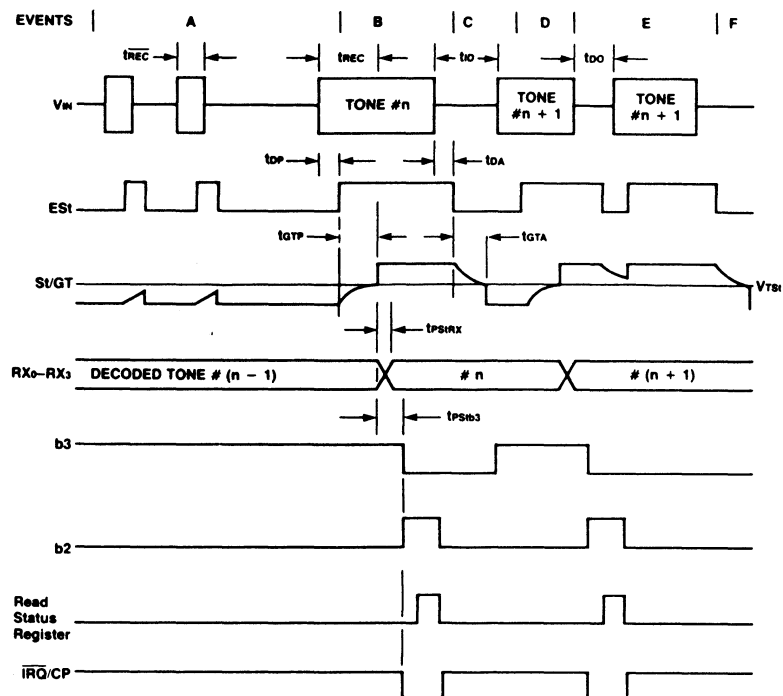 EVENTS A B C D E F
tREC tREC tID tDO
VIN TONE #n TONE #n + 1 TONE #n + 1
tDP tDA
ESt
tGTP tGTA
St/GT VTSt
tPStRX
RX0–RX3 DECODED TONE # (n − 1) # n # (n + 1)
tPStb3
b3
b2
Read
Status
Register
IRQ/CP